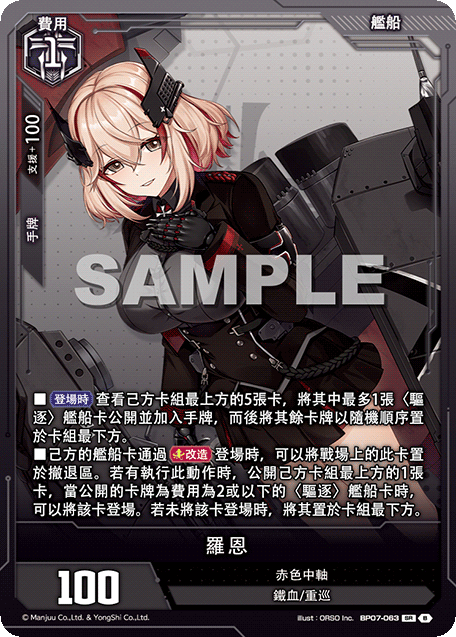 費用
艦船
1
支援+100
手牌
SAMPLE
■登場時 查看己方卡組最上方的5張卡，將其中最多1張〈驅
逐〉艦船卡公開並加入手牌，而後將其餘卡牌以隨機順序置
於卡組最下方。
■己方的艦船卡通過 改造 登場時，可以將戰場上的此卡置
於撤退區。若有執行此動作時，公開己方卡組最上方的1張
卡，當公開的卡牌為費用為2或以下的〈驅逐〉艦船卡時，
可以將該卡登場。若未將該卡登場時，將其置於卡組最下方。
羅恩
100
赤色中軸
鐵血/重巡
© Manjuu Co.,Ltd. & YongShi Co.,Ltd.
illust：ORSO Inc. BP07-063 SR B